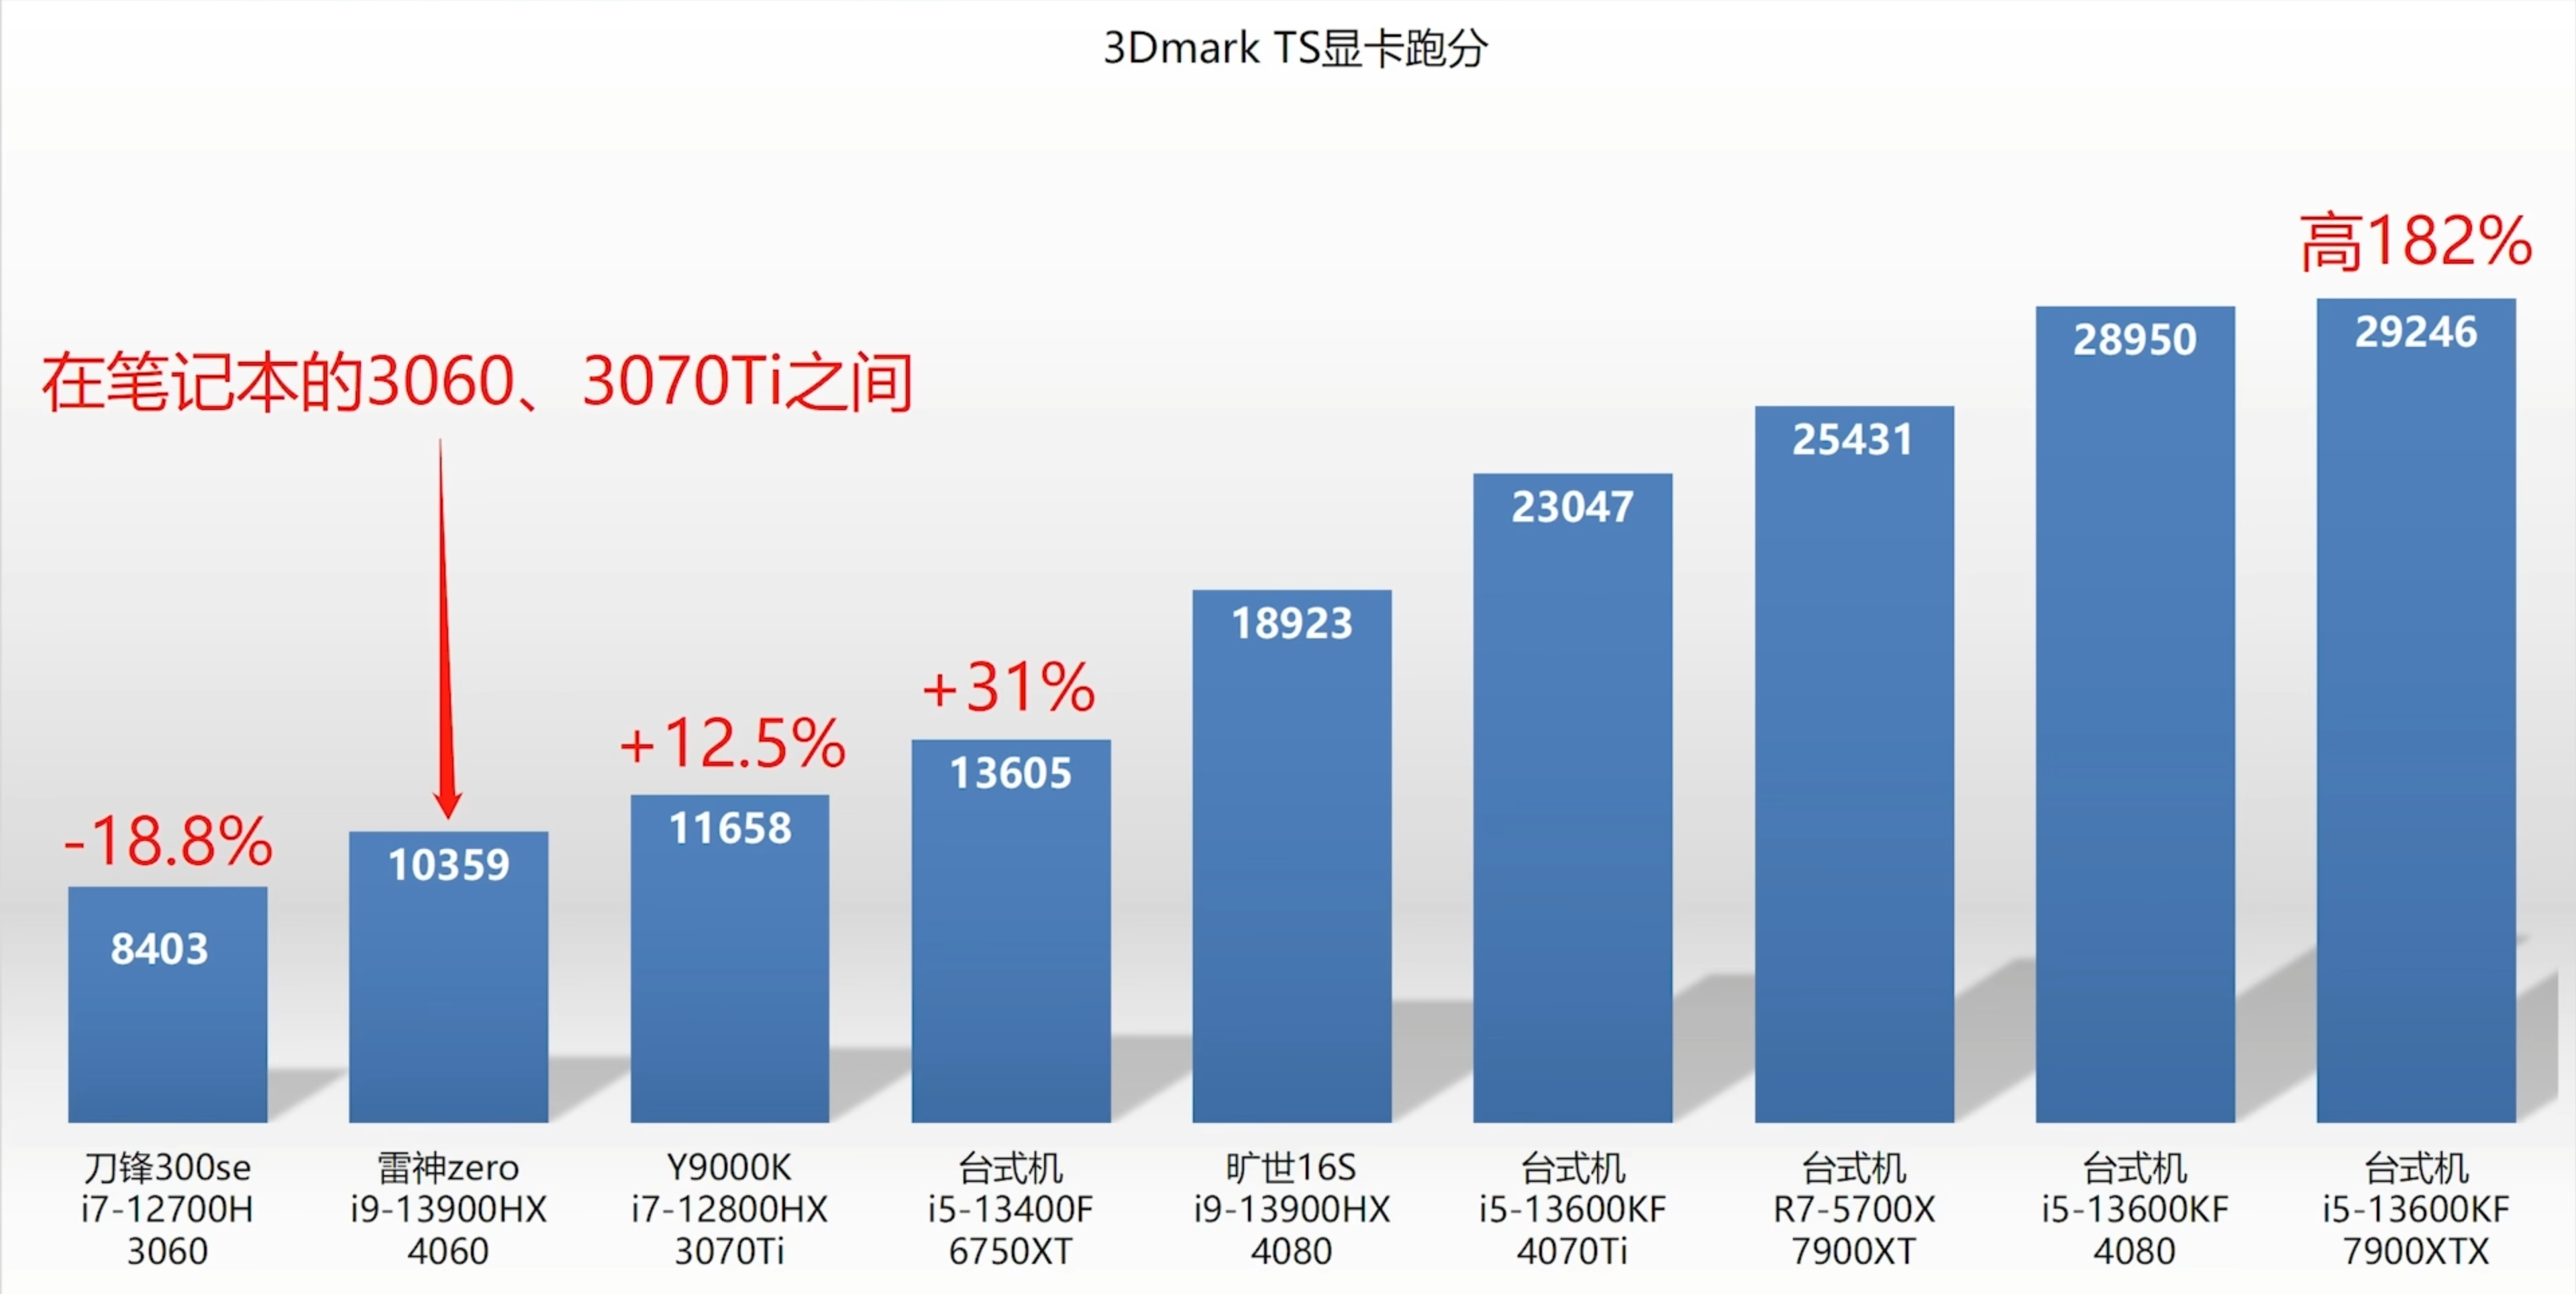 3Dmark TS显卡跑分
高182%
在笔记本的3060、3070Ti之间
+31%
+12.5%
-18.8%
8403
10359
11658
13605
18923
23047
25431
28950
29246
刀锋300se
i7-12700H
3060
雷神zero
i9-13900HX
4060
Y9000K
i7-12800HX
3070Ti
台式机
i5-13400F
6750XT
旷世16S
i9-13900HX
4080
台式机
i5-13600KF
4070Ti
台式机
R7-5700X
7900XT
台式机
i5-13600KF
4080
台式机
i5-13600KF
7900XTX